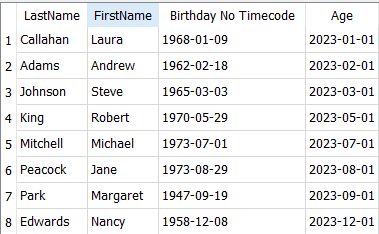 LastName FirstName Birthday No Timecode Age
1 Callahan Laura 1968-01-09 2023-01-01
2 Adams Andrew 1962-02-18 2023-02-01
3 Johnson Steve 1965-03-03 2023-03-01
4 King Robert 1970-05-29 2023-05-01
5 Mitchell Michael 1973-07-01 2023-07-01
6 Peacock Jane 1973-08-29 2023-08-01
7 Park Margaret 1947-09-19 2023-09-01
8 Edwards Nancy 1958-12-08 2023-12-01